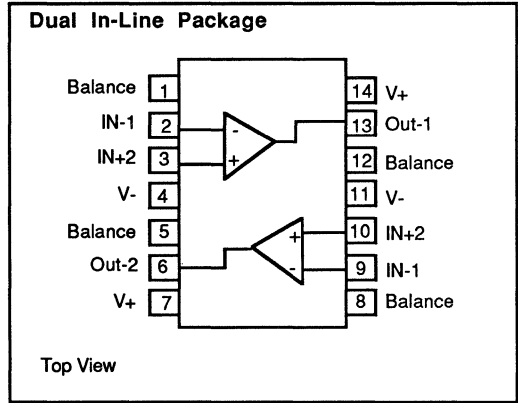 Dual In-Line Package
Balance 1
IN-1 2
IN+2 3
V- 4
Balance 5
Out-2 6
V+ 7
- +
+ -
14 V+
13 Out-1
12 Balance
11 V-
10 IN+2
9 IN-1
8 Balance
Top View